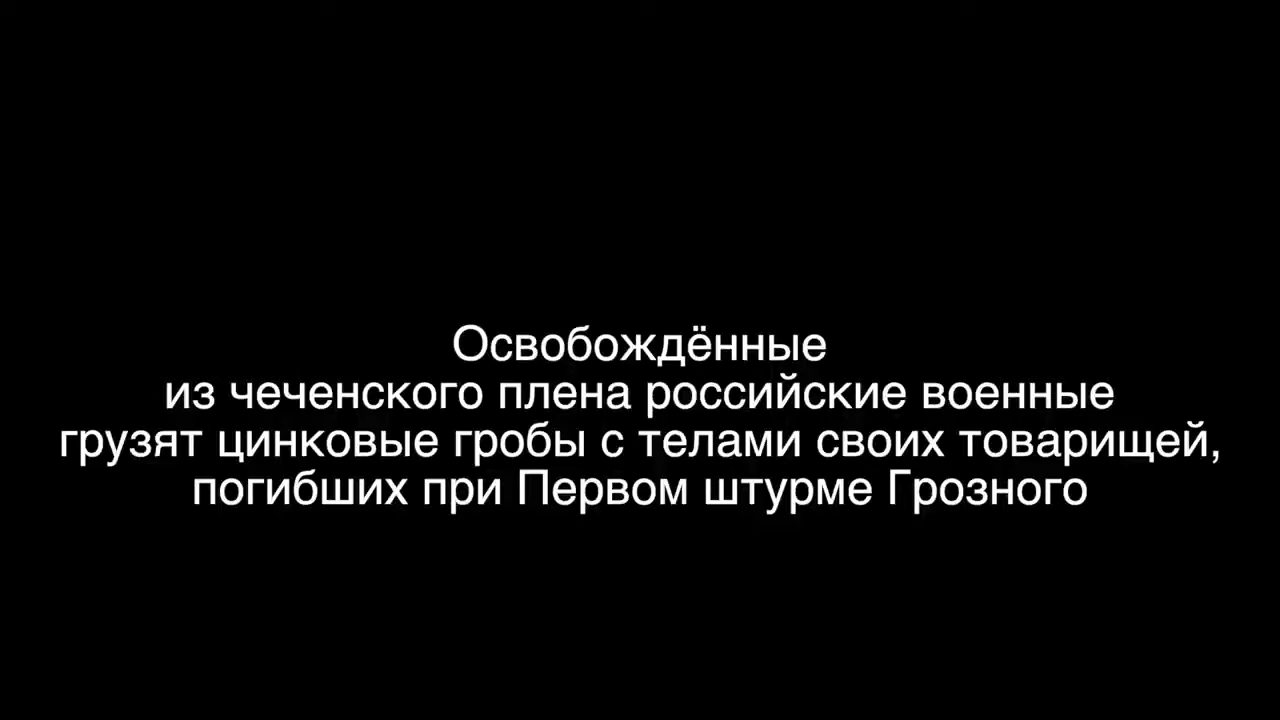 Освобождённые
из чеченского плена российские военные
грузят цинковые гробы с телами своих товарищей,
погибших при Первом штурме Грозного